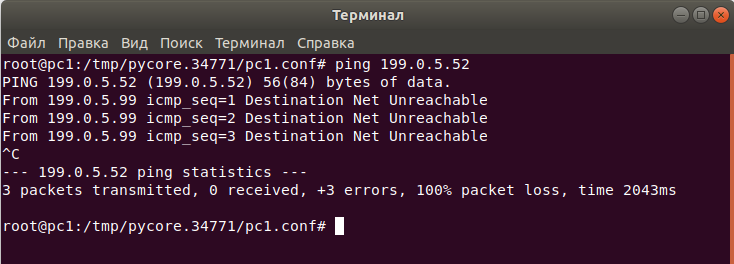 Терминал
Файл Правка Вид Поиск Терминал Справка
root@pc1:/tmp/pycore.34771/pc1.conf# ping 199.0.5.52
PING 199.0.5.52 (199.0.5.52) 56(84) bytes of data.
From 199.0.5.99 icmp_seq=1 Destination Net Unreachable
From 199.0.5.99 icmp_seq=2 Destination Net Unreachable
From 199.0.5.99 icmp_seq=3 Destination Net Unreachable
^C
--- 199.0.5.52 ping statistics ---
3 packets transmitted, 0 received, +3 errors, 100% packet loss, time 2043ms
root@pc1:/tmp/pycore.34771/pc1.conf#